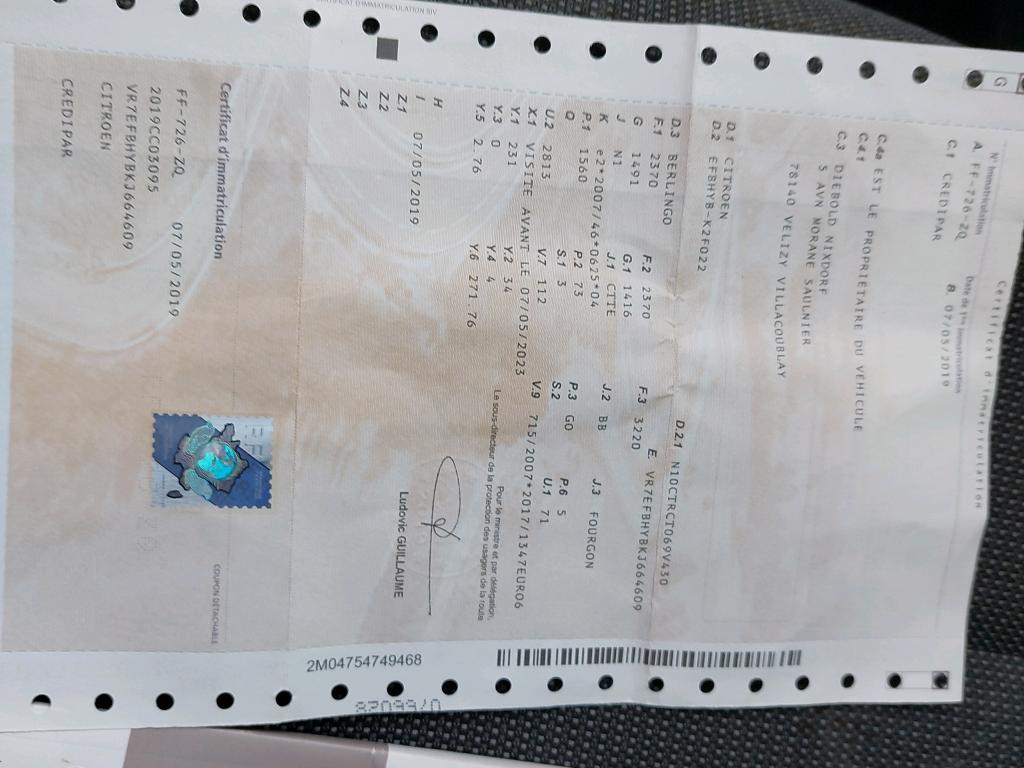 CERTIFICAT D'IMMATRICULATION SIV
G
Certificat d'immatriculation
N° Immatriculation Date de 1ère immatriculation
A. FF-726-ZQ B. 07/05/2019
C.1 CREDIPAR
C.4a EST LE PROPRIÉTAIRE DU VÉHICULE
C.4.1
C.3 DIEBOLD NIXDORF
5 AVN MORANE SAULNIER
78140 VELIZY VILLACOUBLAY
D.1 CITROEN
D.2 EFBHYB-K2F022 D.2.1 N10CTRCT069V430
D.3 BERLINGO E. VR7EFBHYBKJ664609
F.1 2370 F.2 2370 F.3 3220
G 1491 G.1 1416
J N1 J.1 CTTE J.2 BB J.3 FOURGON
K e2*2007/46*0625*04
P.1 1560 P.2 73 P.3 GO P.6 5
Q S.1 3 S.2 U.1 71
U.2 2813 V.7 112 V.9 715/2007*2017/1347EURO6
X.1 VISITE AVANT LE 07/05/2023
Y.1 231 Y.2 34
Y.3 0 Y.4 4
Y.5 2.76 Y.6 271.76
Pour le ministre et par délégation,
Le sous-directeur de la protection des usagers de la route
H
I 07/05/2019
Z.1
Z.2
Z.3
Z.4
Ludovic GUILLAUME
2M04754749468
Certificat d'immatriculation
COUPON DÉTACHABLE
FF-726-ZQ 07/05/2019
2019CC03095
VR7EFBHYBKJ664609
CITROEN
CREDIPAR